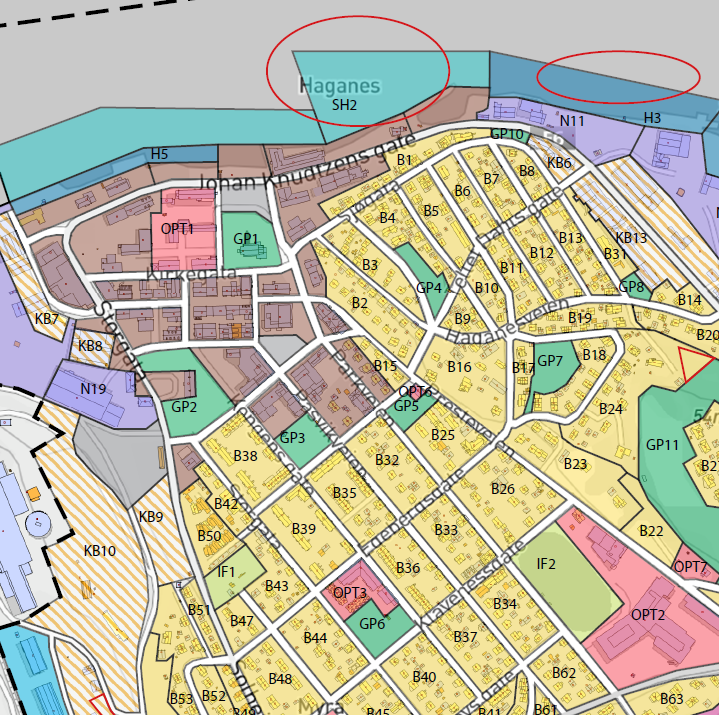 Haganes
SH2
N11
H3
H5
GP10
KB6
B1
Johan Knudtzens gate
B8
B7
B6
B5
B4
OPT1
GP1
KB13
B13
B31
B12
B11
B3
Kirkegata
GP4
B10
GP8
B14
B2
B9
B19
Haganesveien
B20
KB7
KB8
Storgata
B15
B16
B17
GP7
B18
N19
OPT6
GP5
GP2
B24
GP3
B25
GP11
B38
B32
B23
B35
B26
B42
KB9
B50
B39
B33
B22
KB10
IF1
B36
IF2
OPT7
B43
OPT3
B51
B34
OPT2
B47
GP6
B44
B37
Klavenessdate
B62
B48
B40
B53
B52
B63
Myra
B45
B41
B61